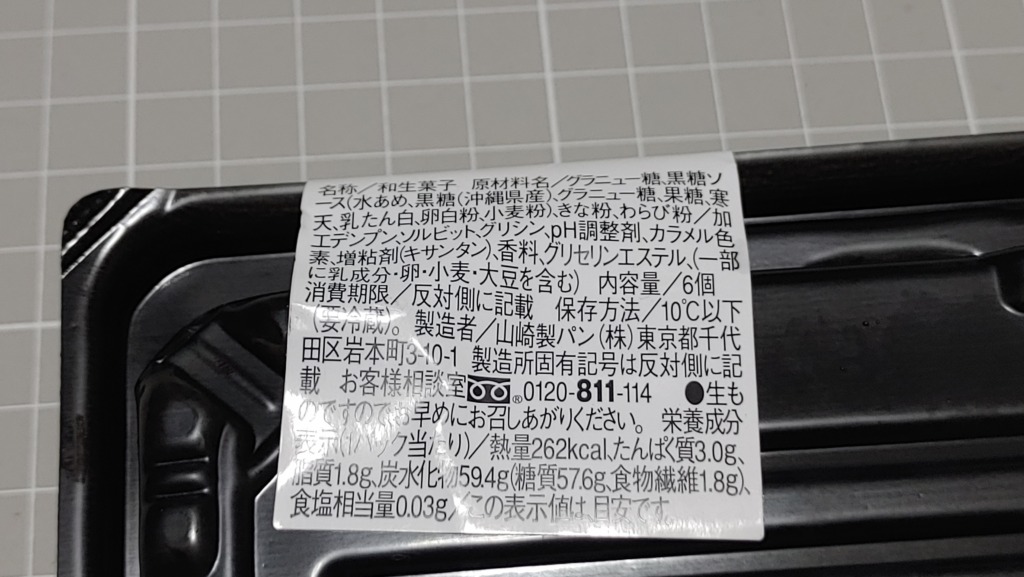 名称／和生菓子 原材料名／グラニュー糖、黒糖ソ
ース(水あめ、黒糖(沖縄県産)、グラニュー糖、果糖、寒
天、乳たん白、卵白粉、小麦粉)、きな粉、わらび粉／加
工デンプン、ソルビット、グリシン、pH調整剤、カラメル色
素、増粘剤(キサンタン)、香料、グリセリンエステル、(一部
に乳成分・卵・小麦・大豆を含む) 内容量／6個
消費期限／反対側に記載 保存方法／10℃以下
(要冷蔵)。 製造者／山崎製パン(株)東京都千代
田区岩本町3-10-1 製造所固有記号は反対側に記
載 お客様相談室 ® 0120-811-114 ●生も
のですのでお早めにお召しあがりください。 栄養成分
表示(1パック当たり)／熱量262kcal、たんぱく質3.0g、
脂質1.8g、炭水化物59.4g(糖質57.6g、食物繊維1.8g)、
食塩相当量0.03g／この表示値は、目安です。